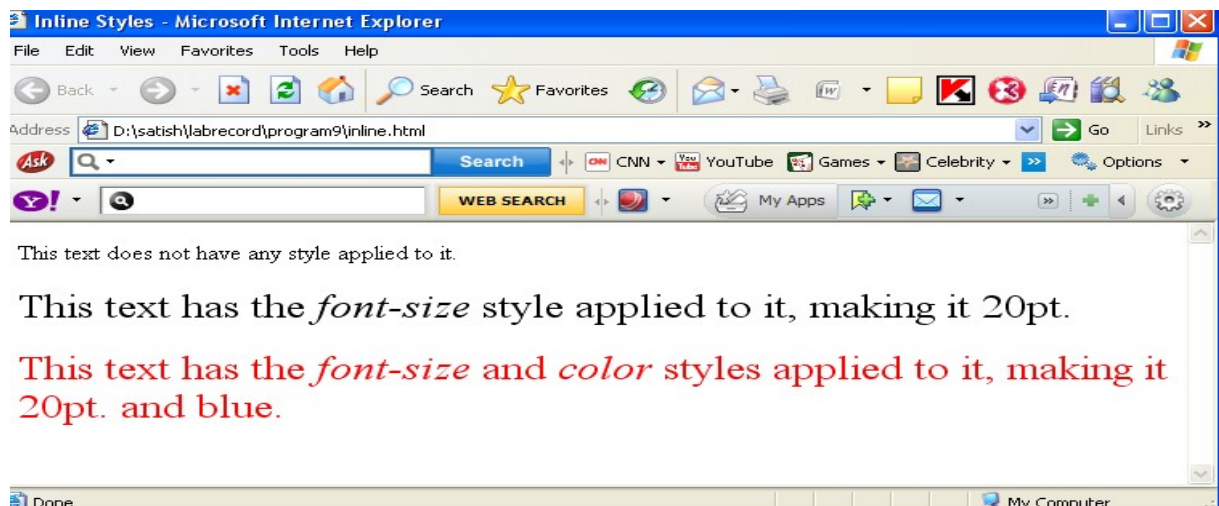 Inline Styles - Microsoft Internet Explorer
File Edit View Favorites Tools Help
Back Search Favorites
Address D:\satish\labrecord\program9\inline.html Go Links »
Ask Search CNN YouTube Games Celebrity » Options
Y! WEB SEARCH My Apps »
This text does not have any style applied to it.
This text has the font-size style applied to it, making it 20pt.
This text has the font-size and color styles applied to it, making it
20pt. and blue.
Done My Computer